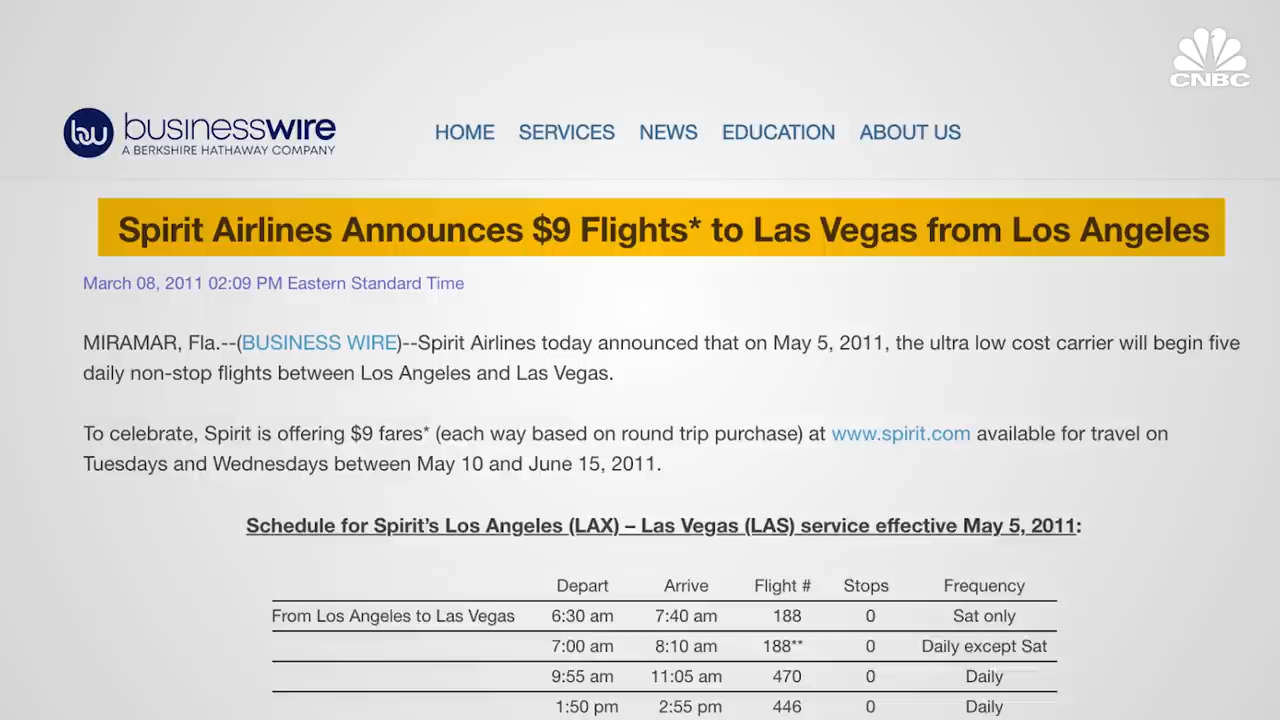 CNBC
bw businesswire
A BERKSHIRE HATHAWAY COMPANY
HOME SERVICES NEWS EDUCATION ABOUT US
Spirit Airlines Announces $9 Flights* to Las Vegas from Los Angeles
March 08, 2011 02:09 PM Eastern Standard Time
MIRAMAR, Fla.--(BUSINESS WIRE)--Spirit Airlines today announced that on May 5, 2011, the ultra low cost carrier will begin five
daily non-stop flights between Los Angeles and Las Vegas.
To celebrate, Spirit is offering $9 fares* (each way based on round trip purchase) at www.spirit.com available for travel on
Tuesdays and Wednesdays between May 10 and June 15, 2011.
Schedule for Spirit's Los Angeles (LAX) – Las Vegas (LAS) service effective May 5, 2011:
Depart Arrive Flight # Stops Frequency
From Los Angeles to Las Vegas 6:30 am 7:40 am 188 0 Sat only
7:00 am 8:10 am 188** 0 Daily except Sat
9:55 am 11:05 am 470 0 Daily
1:50 pm 2:55 pm 446 0 Daily